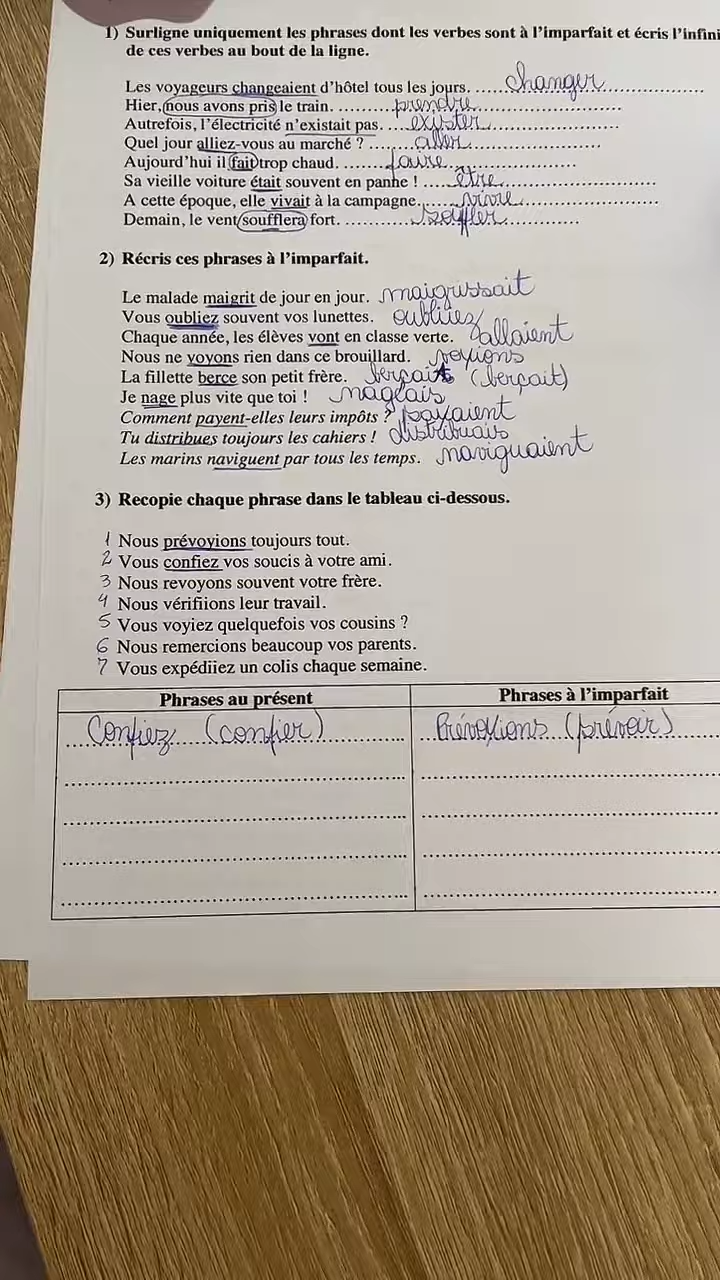 1) Surligne uniquement les phrases dont les verbes sont à l'imparfait et écris l'infini
de ces verbes au bout de la ligne.
Les voyageurs changeaient d'hôtel tous les jours. changer
Hier, nous avons pris le train. prendre
Autrefois, l'électricité n'existait pas. exister
Quel jour alliez-vous au marché ? aller
Aujourd'hui il fait trop chaud. faire
Sa vieille voiture était souvent en panne ! être
A cette époque, elle vivait à la campagne. vivre
Demain, le vent soufflera fort.
2) Récris ces phrases à l'imparfait.
Le malade maigrit de jour en jour. maigrissait
Vous oubliez souvent vos lunettes. oubliiez
Chaque année, les élèves vont en classe verte. allaient
Nous ne voyons rien dans ce brouillard.
La fillette berce son petit frère. berçait (berçait)
Je nage plus vite que toi ! nageais
Comment payent-elles leurs impôts ? payaient
Tu distribues toujours les cahiers ! distribuais
Les marins naviguent par tous les temps. naviguaient
3) Recopie chaque phrase dans le tableau ci-dessous.
1 Nous prévoyions toujours tout.
2 Vous confiez vos soucis à votre ami.
3 Nous revoyons souvent votre frère.
4 Nous vérifiions leur travail.
5 Vous voyiez quelquefois vos cousins ?
6 Nous remercions beaucoup vos parents.
7 Vous expédiiez un colis chaque semaine.
Phrases au présent Phrases à l'imparfait
Confiez (confier) Prévoyions (prévoir)